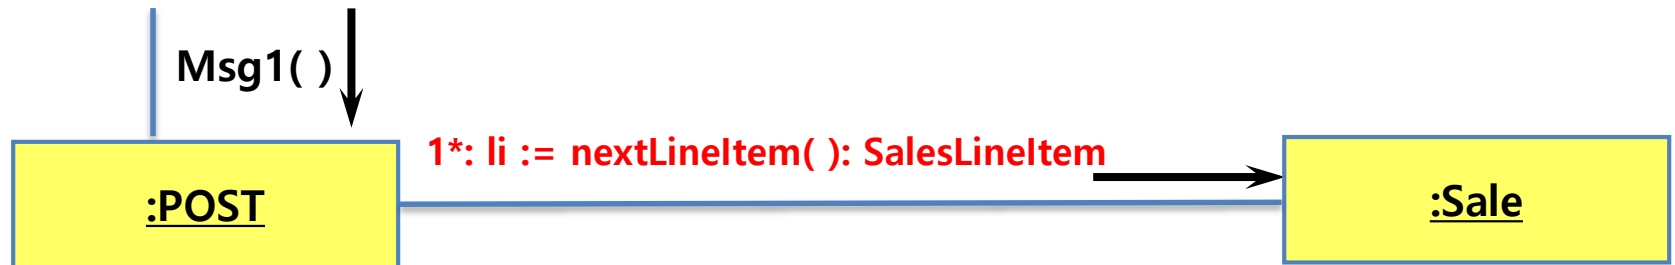 Msg1( )
1*: li := nextLineItem( ): SalesLineItem
:POST
:Sale